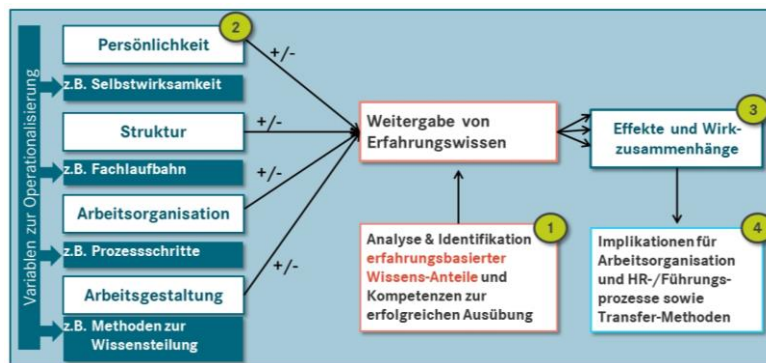 Variablen zur Operationalisierung
Persönlichkeit
2
z.B. Selbstwirksamkeit
Struktur
z.B. Fachlaufbahn
Arbeitsorganisation
z.B. Prozessschritte
Arbeitsgestaltung
z.B. Methoden zur
Wissensteilung
+/-
+/-
+/-
+/-
Weitergabe von
Erfahrungswissen
1
Analyse & Identifikation
erfahrungsbasierter
Wissens-Anteile und
Kompetenzen zur
erfolgreichen Ausübung
3
Effekte und Wirk-
zusammenhänge
4
Implikationen für
Arbeitsorganisation
und HR-/Führungs-
prozesse sowie
Transfer-Methoden